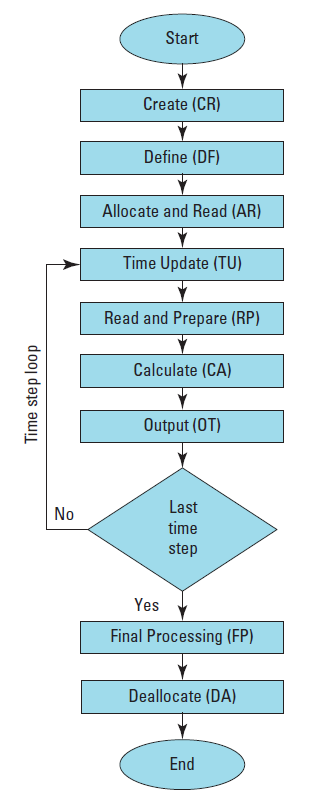 Start
Create (CR)
Define (DF)
Allocate and Read (AR)
Time Update (TU)
Read and Prepare (RP)
Calculate (CA)
Output (OT)
Time step loop
Last
time
step
No
Yes
Final Processing (FP)
Deallocate (DA)
End